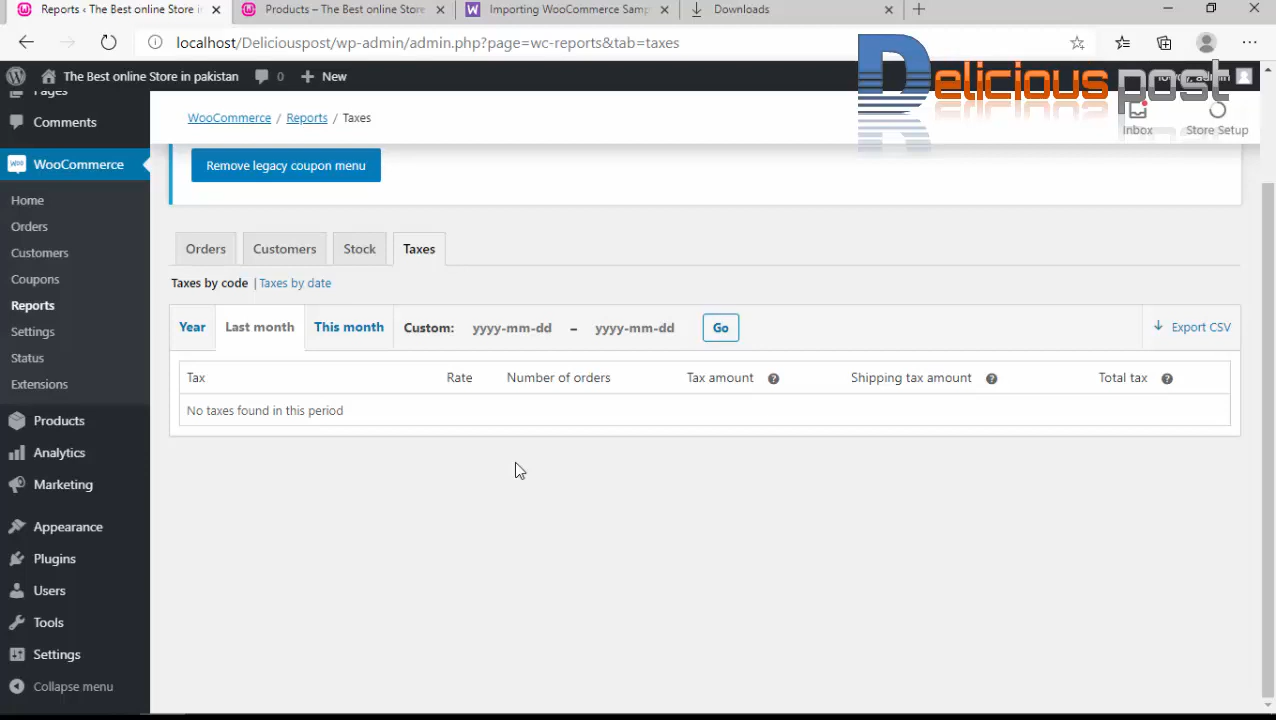 Reports ‹ The Best online Store in
Products – The Best online Store
Importing WooCommerce Samp
Downloads
localhost/Deliciouspost/wp-admin/admin.php?page=wc-reports&tab=taxes
The Best online Store in pakistan
0
New
admin
Delicious post
Pages
Comments
WooCommerce
Home
Orders
Customers
Coupons
Reports
Settings
Status
Extensions
Products
Analytics
Marketing
Appearance
Plugins
Users
Tools
Settings
Collapse menu
WooCommerce / Reports / Taxes
Inbox
Store Setup
Remove legacy coupon menu
Orders
Customers
Stock
Taxes
Taxes by code | Taxes by date
Year
Last month
This month
Custom: yyyy-mm-dd – yyyy-mm-dd Go
Export CSV
Tax Rate Number of orders Tax amount ? Shipping tax amount ? Total tax ?
No taxes found in this period